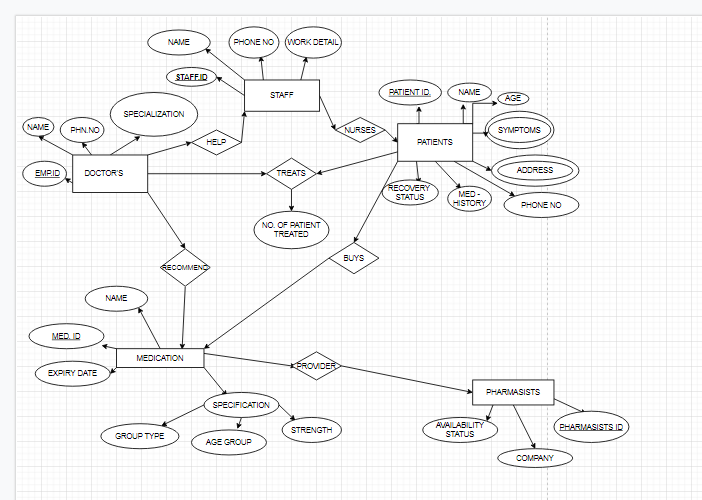 NAME
PHONE NO
WORK DETAIL
STAFF.ID
STAFF
PATIENT ID.
NAME
AGE
SPECIALIZATION
NAME
PHN.NO
HELP
NURSES
PATIENTS
SYMPTOMS
EMP.ID
DOCTOR'S
TREATS
ADDRESS
RECOVERY
STATUS
MED -
HISTORY
PHONE NO
NO. OF PATIENT
TREATED
RECOMMEND
BUYS
NAME
MED. ID
MEDICATION
EXPIRY DATE
PROVIDER
PHARMASISTS
SPECIFICATION
GROUP TYPE
AGE GROUP
STRENGTH
AVAILABILITY
STATUS
PHARMASISTS ID
COMPANY